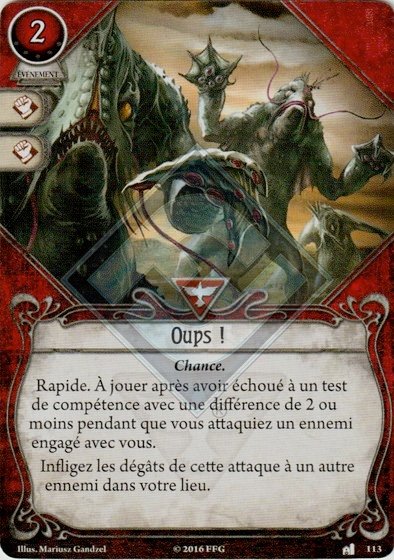 2
ÉVÉNEMENT
Oups !
Chance.
Rapide. À jouer après avoir échoué à un test
de compétence avec une différence de 2 ou
moins pendant que vous attaquiez un ennemi
engagé avec vous.
Infligez les dégâts de cette attaque à un autre
ennemi dans votre lieu.
Illus. Mariusz Gandzel
© 2016 FFG
113